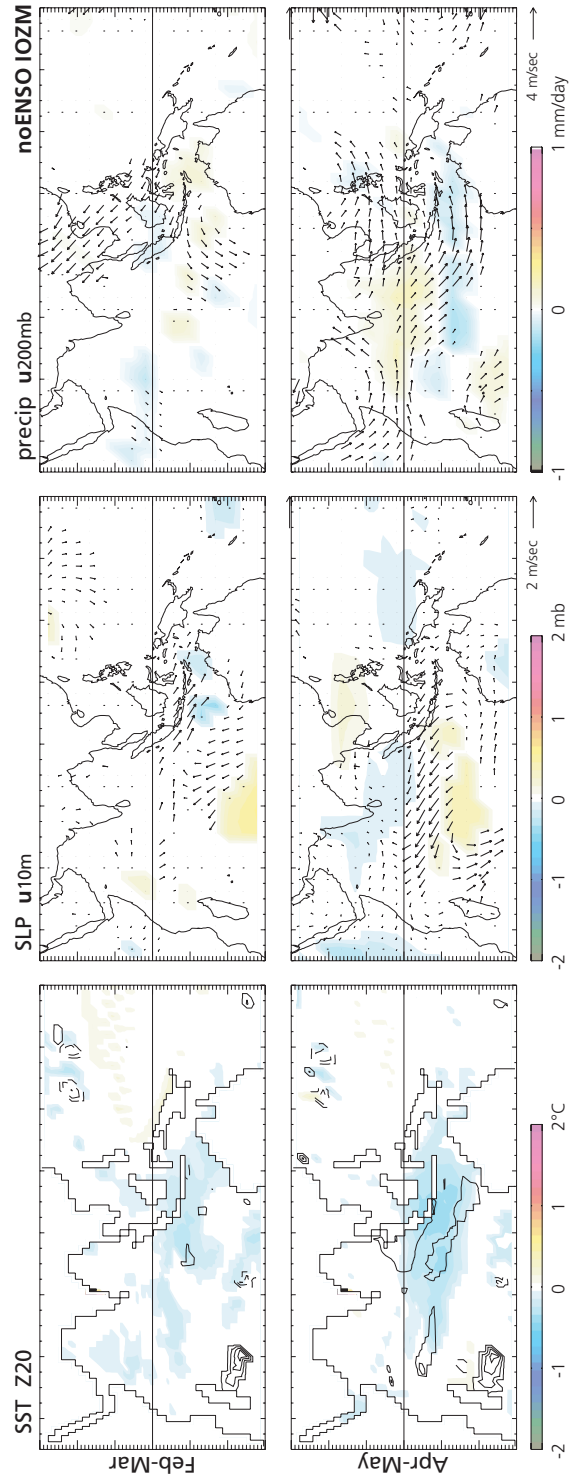 SST Z20
SLP u10m
precip u200mb
noENSO IOZM
Feb-Mar
Apr-May
-2 -1 0 1 2°C
-2 -1 0 1 2 mb
2 m/sec
-1 0 1 mm/day
4 m/sec